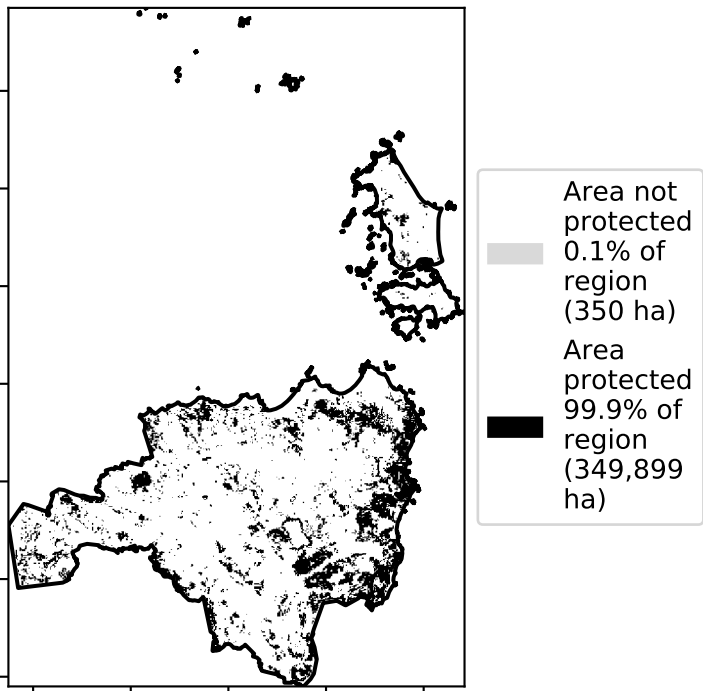 Area not
protected
0.1% of
region
(350 ha)
Area
protected
99.9% of
region
(349,899
ha)